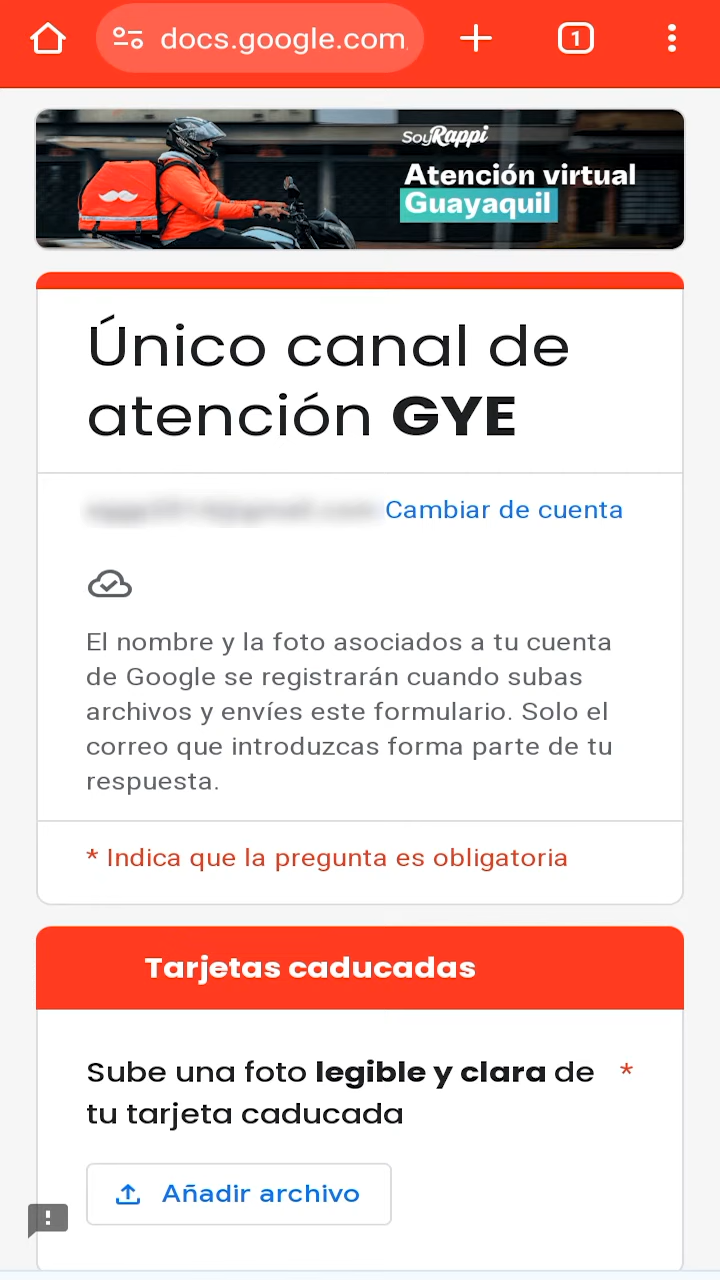 docs.google.com
1
SoyRappi
Atención virtual
Guayaquil
Único canal de
atención GYE
Cambiar de cuenta
El nombre y la foto asociados a tu cuenta
de Google se registrarán cuando subas
archivos y envíes este formulario. Solo el
correo que introduzcas forma parte de tu
respuesta.
* Indica que la pregunta es obligatoria
Tarjetas caducadas
Sube una foto legible y clara de *
tu tarjeta caducada
Añadir archivo